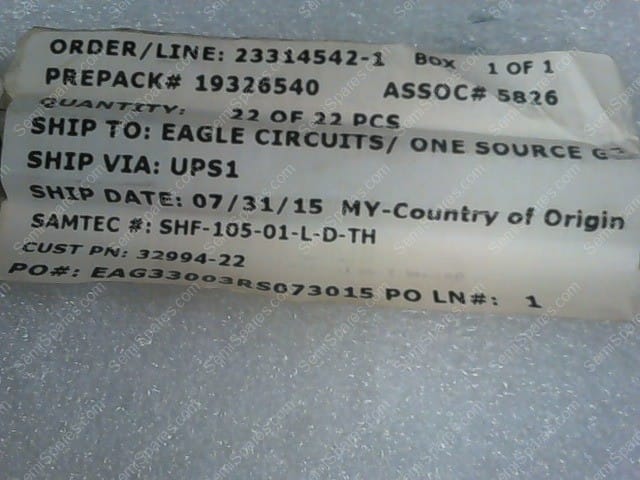 ORDER/LINE: 23314542-1 Box 1 OF 1
PREPACK# 19326540 ASSOC# 5826
QUANTITY: 22 OF 22 PCS
SHIP TO: EAGLE CIRCUITS/ ONE SOURCE
SHIP VIA: UPS1
SHIP DATE: 07/31/15 MY-Country of Origin
SAMTEC #: SHF-105-01-L-D-TH
CUST PN: 32994-22
PO#: EAG33003RS073015 PO LN#: 1
SemiSpares.com